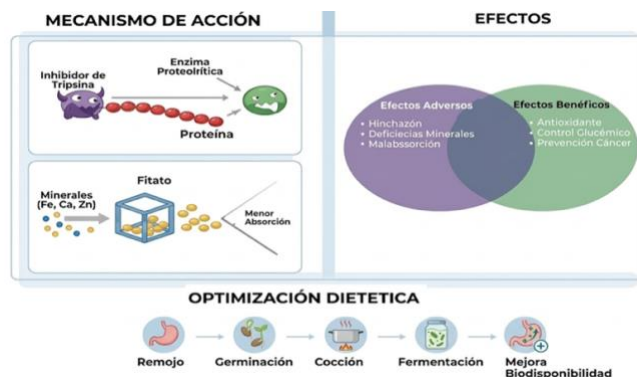 MECANISMO DE ACCIÓN
Inhibidor de
Tripsina
Enzima
Proteolrítica
Proteína
Minerales
(Fe, Ca, Zn)
Fitato
Menor
Absorción
EFECTOS
Efectos Adversos
• Hinchazón
• Deficiecias Minerales
• Malabssorción
Efectos Benéficos
• Antioxidante
• Control Glucémico
• Prevención Cáncer
OPTIMIZACIÓN DIETETICA
Remojo
Germinación
Cocción
Fermentación
Mejora
Biodisponibilidad